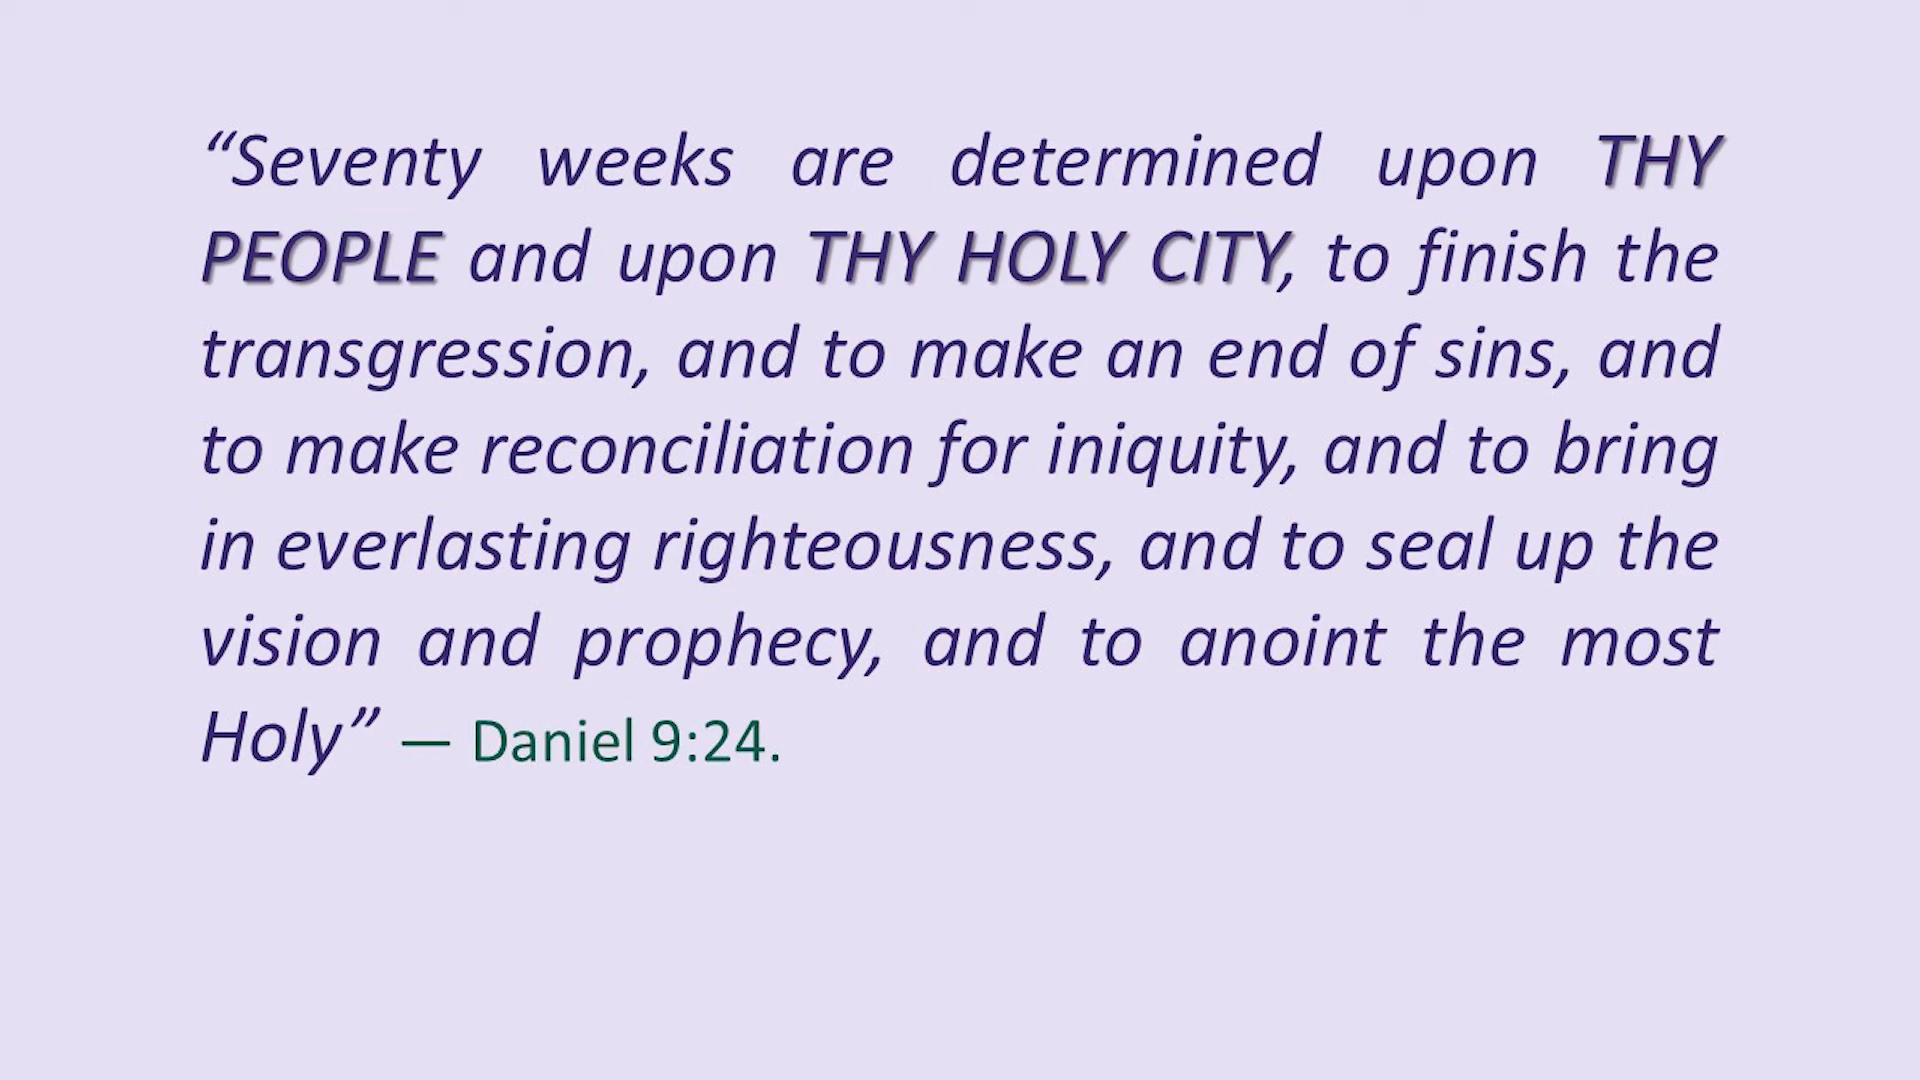 “Seventy weeks are determined upon THY
PEOPLE and upon THY HOLY CITY, to finish the
transgression, and to make an end of sins, and
to make reconciliation for iniquity, and to bring
in everlasting righteousness, and to seal up the
vision and prophecy, and to anoint the most
Holy” — Daniel 9:24.